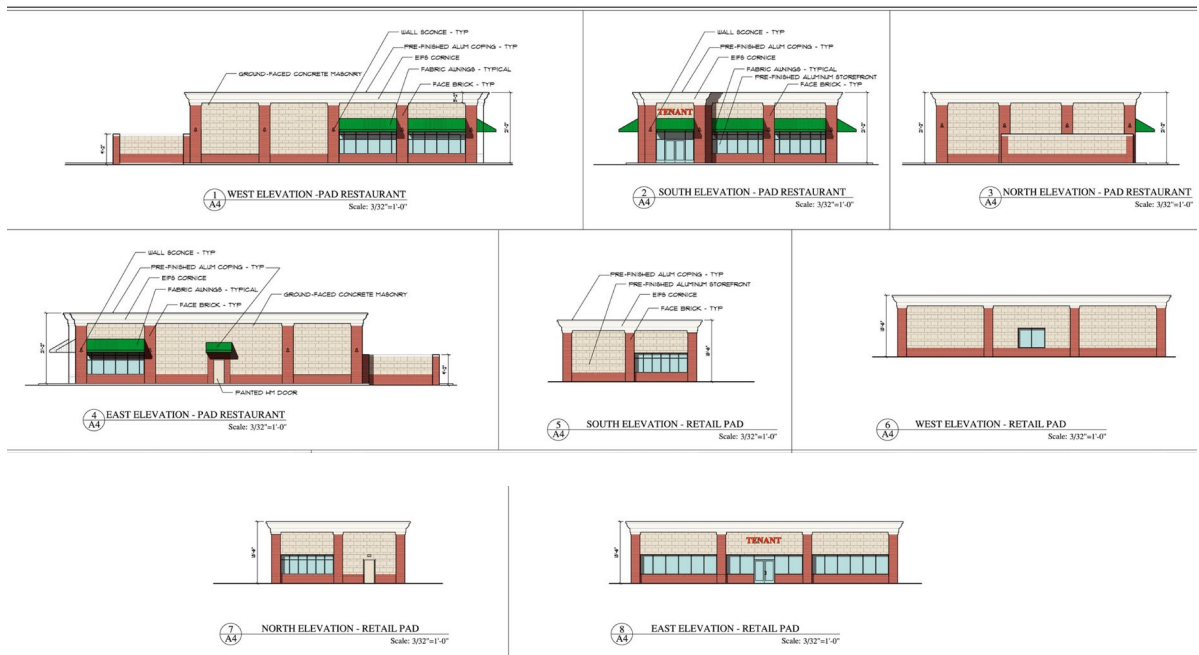 WALL SCONCE - TYP
PRE-FINISHED ALUM COPING - TYP
EIFS CORNICE
FABRIC AWNINGS - TYPICAL
GROUND-FACED CONCRETE MASONRY
FACE BRICK - TYP
1
A4
WEST ELEVATION -PAD RESTAURANT
Scale: 3/32"=1'-0"
WALL SCONCE - TYP
PRE-FINISHED ALUM COPING - TYP
EIFS CORNICE
FABRIC AWNINGS - TYPICAL
PRE-FINISHED ALUMINUM STOREFRONT
FACE BRICK - TYP
TENANT
2
A4
SOUTH ELEVATION - PAD RESTAURANT
Scale: 3/32"=1'-0"
3
A4
NORTH ELEVATION - PAD RESTAURANT
Scale: 3/32"=1'-0"
WALL SCONCE - TYP
PRE-FINISHED ALUM COPING - TYP
EIFS CORNICE
FABRIC AWNINGS - TYPICAL
GROUND-FACED CONCRETE MASONRY
FACE BRICK - TYP
PAINTED HM DOOR
4
A4
EAST ELEVATION - PAD RESTAURANT
Scale: 3/32"=1'-0"
PRE-FINISHED ALUM COPING - TYP
PRE-FINISHED ALUMINUM STOREFRONT
EIFS CORNICE
FACE BRICK - TYP
5
A4
SOUTH ELEVATION - RETAIL PAD
Scale: 3/32"=1'-0"
6
A4
WEST ELEVATION - RETAIL PAD
Scale: 3/32"=1'-0"
7
A4
NORTH ELEVATION - RETAIL PAD
Scale: 3/32"=1'-0"
TENANT
8
A4
EAST ELEVATION - RETAIL PAD
Scale: 3/32"=1'-0"